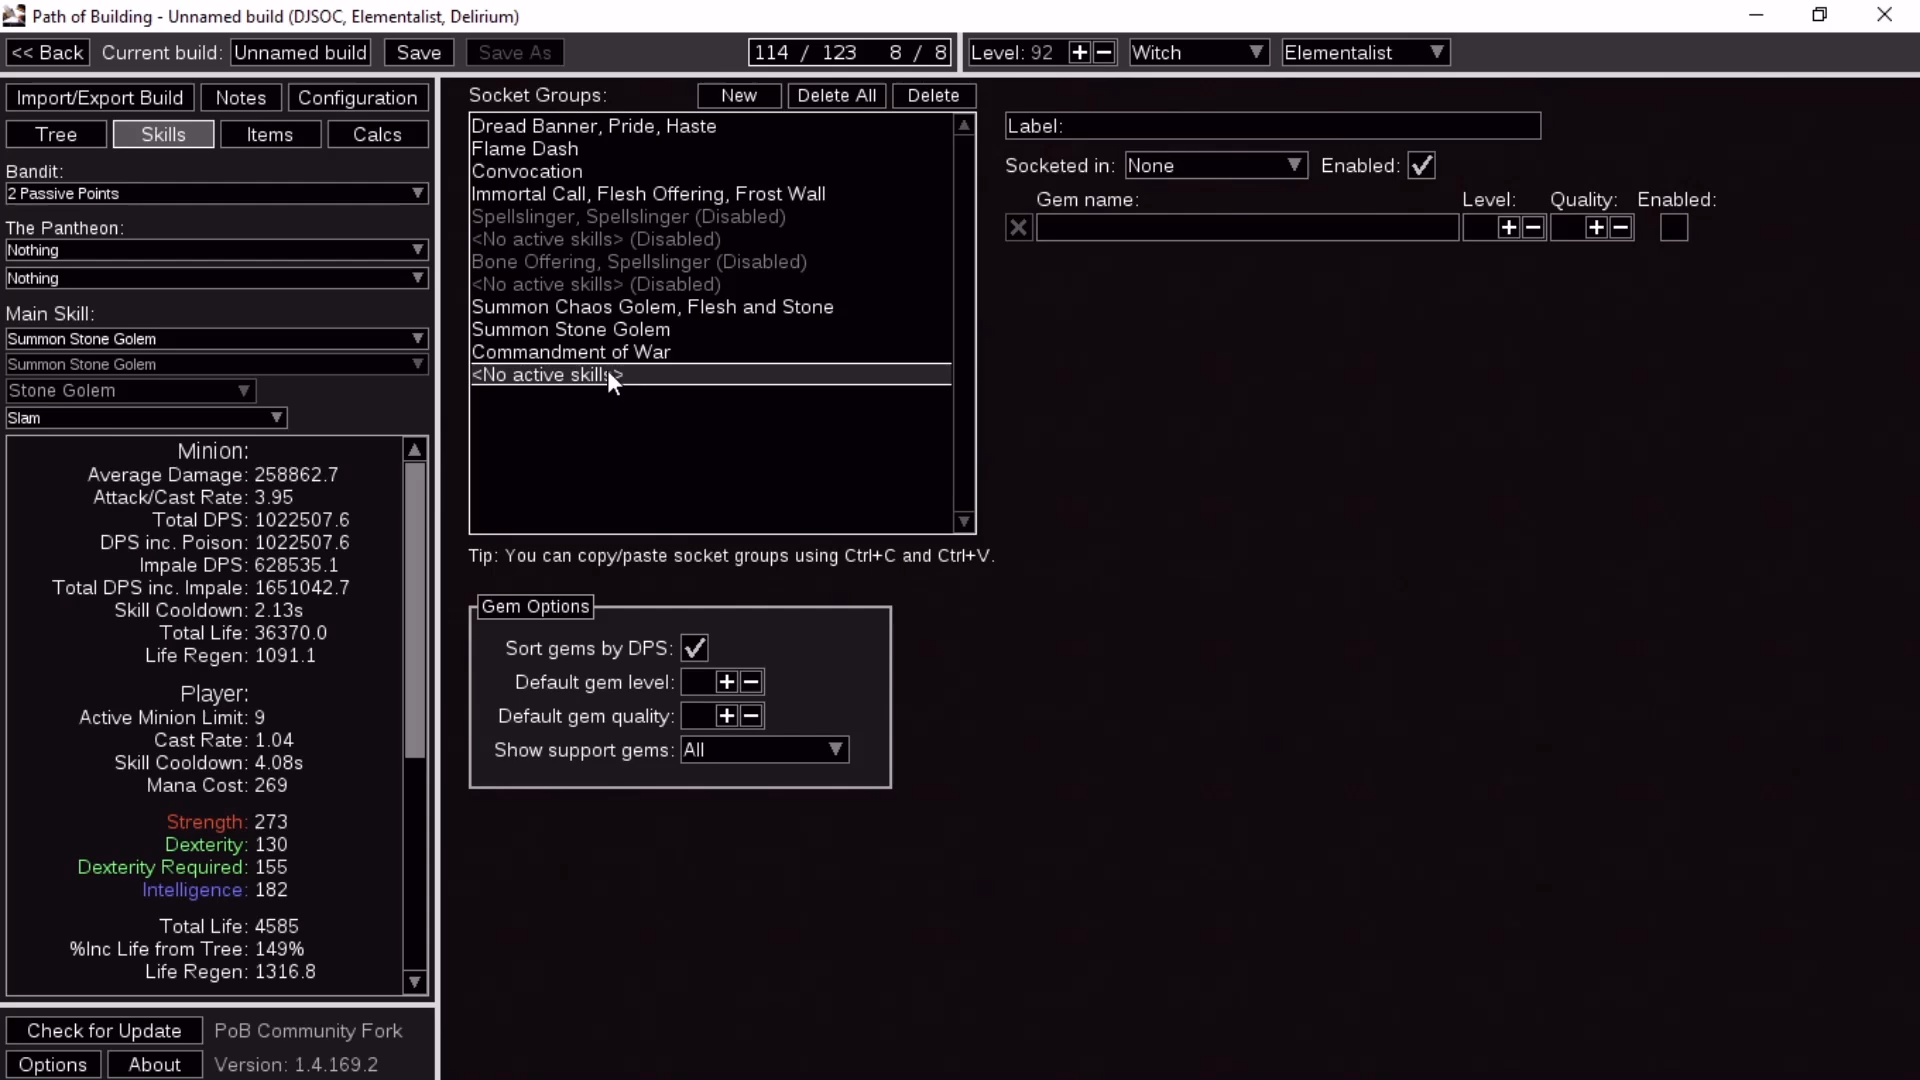 Path of Building - Unnamed build (DJSOC, Elementalist, Delirium)
<< Back Current build: Unnamed build Save Save As 114 / 123 8 / 8 Level: 92 + − Witch Elementalist
Import/Export Build Notes Configuration
Tree Skills Items Calcs
Bandit:
2 Passive Points
The Pantheon:
Nothing
Nothing
Main Skill:
Summon Stone Golem
Summon Stone Golem
Stone Golem
Slam
Minion:
Average Damage: 258862.7
Attack/Cast Rate: 3.95
Total DPS: 1022507.6
DPS inc. Poison: 1022507.6
Impale DPS: 628535.1
Total DPS inc. Impale: 1651042.7
Skill Cooldown: 2.13s
Total Life: 36370.0
Life Regen: 1091.1
Player:
Active Minion Limit: 9
Cast Rate: 1.04
Skill Cooldown: 4.08s
Mana Cost: 269
Strength: 273
Dexterity: 130
Dexterity Required: 155
Intelligence: 182
Total Life: 4585
%Inc Life from Tree: 149%
Life Regen: 1316.8
Check for Update PoB Community Fork
Options About Version: 1.4.169.2
Socket Groups: New Delete All Delete
Dread Banner, Pride, Haste
Flame Dash
Convocation
Immortal Call, Flesh Offering, Frost Wall
Spellslinger, Spellslinger (Disabled)
<No active skills> (Disabled)
Bone Offering, Spellslinger (Disabled)
<No active skills> (Disabled)
Summon Chaos Golem, Flesh and Stone
Summon Stone Golem
Commandment of War
<No active skills>
Tip: You can copy/paste socket groups using Ctrl+C and Ctrl+V.
Gem Options
Sort gems by DPS:
Default gem level: + −
Default gem quality: + −
Show support gems: All
Label:
Socketed in: None Enabled:
Gem name: Level: Quality: Enabled: